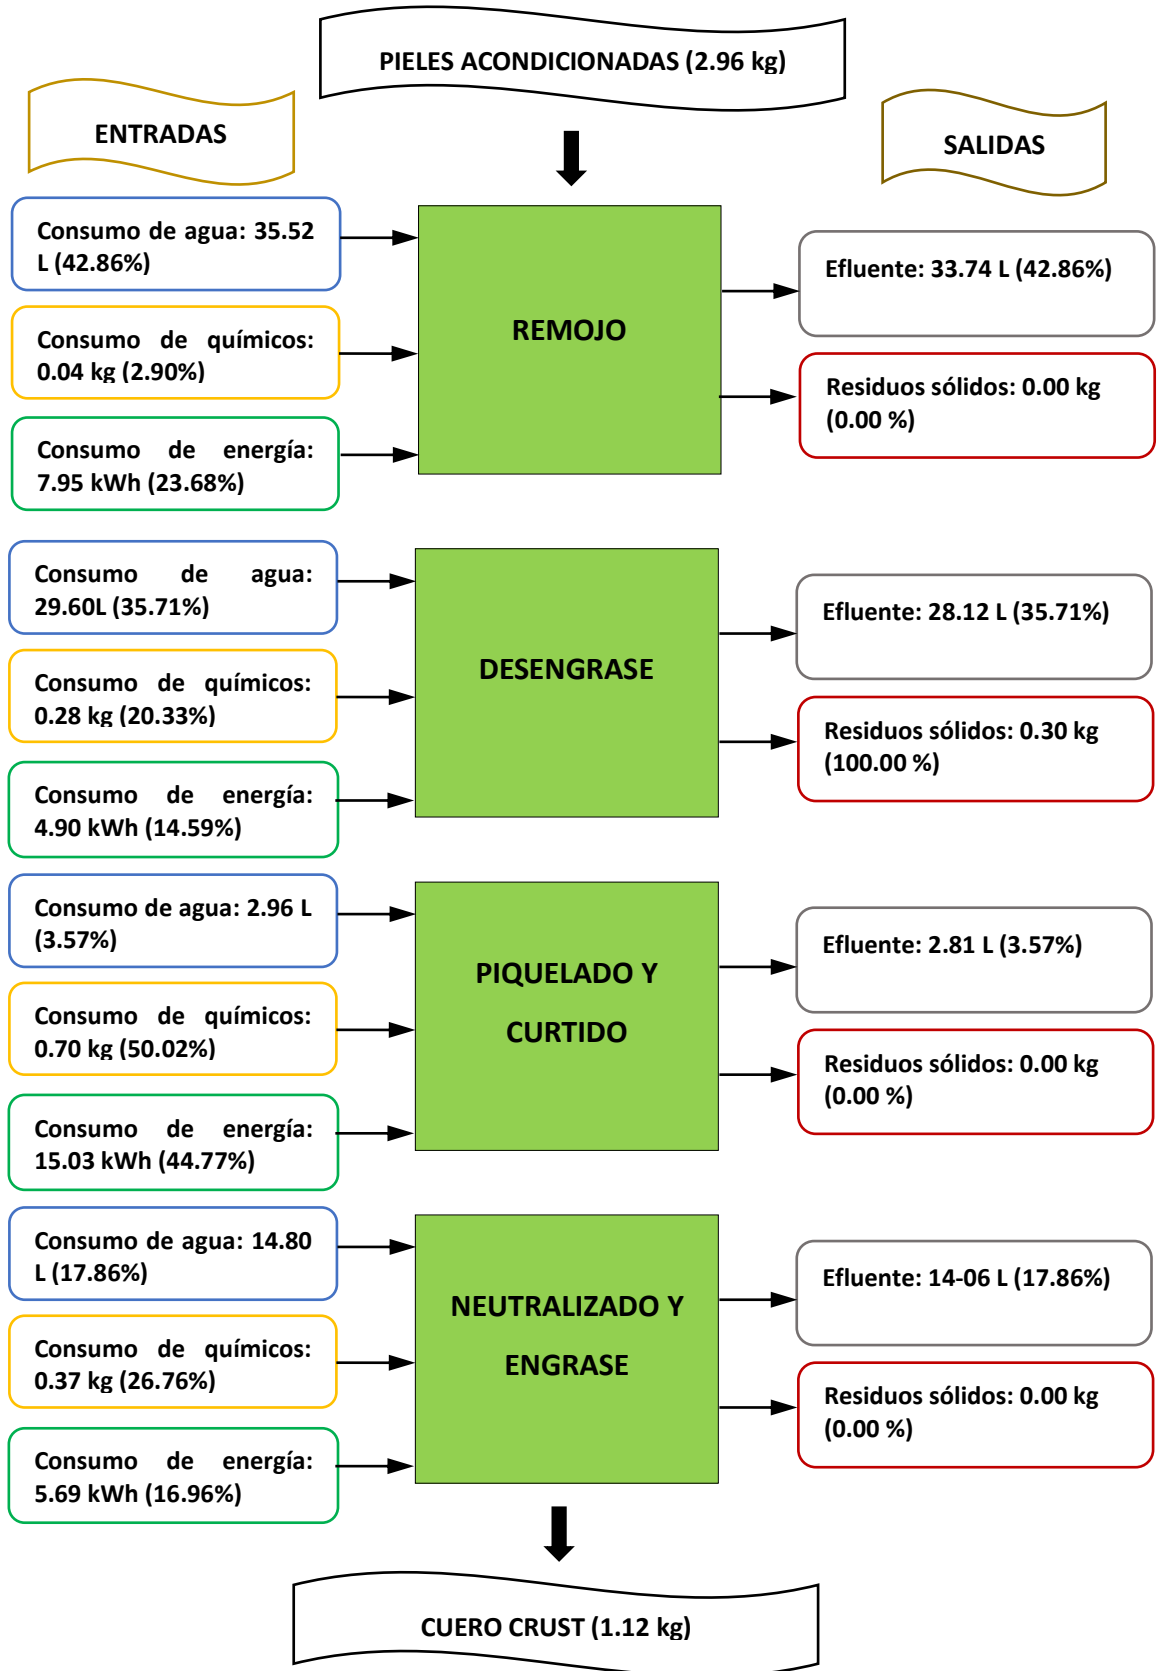 PIELES ACONDICIONADAS (2.96 kg)
ENTRADAS
SALIDAS
Consumo de agua: 35.52
L (42.86%)
Consumo de químicos:
0.04 kg (2.90%)
Consumo de energía:
7.95 kWh (23.68%)
REMOJO
Efluente: 33.74 L (42.86%)
Residuos sólidos: 0.00 kg
(0.00 %)
Consumo de agua:
29.60L (35.71%)
Consumo de químicos:
0.28 kg (20.33%)
Consumo de energía:
4.90 kWh (14.59%)
DESENGRASE
Efluente: 28.12 L (35.71%)
Residuos sólidos: 0.30 kg
(100.00 %)
Consumo de agua: 2.96 L
(3.57%)
Consumo de químicos:
0.70 kg (50.02%)
Consumo de energía:
15.03 kWh (44.77%)
PIQUELADO Y
CURTIDO
Efluente: 2.81 L (3.57%)
Residuos sólidos: 0.00 kg
(0.00 %)
Consumo de agua: 14.80
L (17.86%)
Consumo de químicos:
0.37 kg (26.76%)
Consumo de energía:
5.69 kWh (16.96%)
NEUTRALIZADO Y
ENGRASE
Efluente: 14-06 L (17.86%)
Residuos sólidos: 0.00 kg
(0.00 %)
CUERO CRUST (1.12 kg)